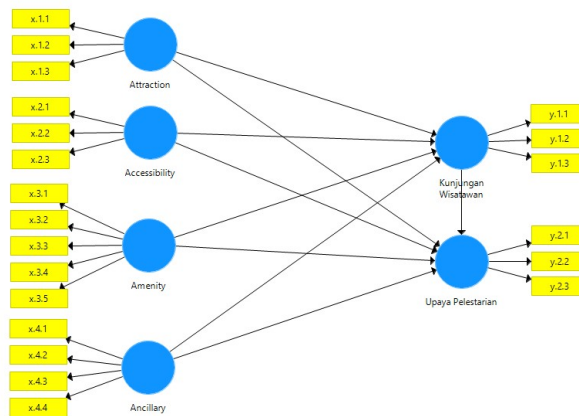 x.1.1
x.1.2
x.1.3
Attraction
x.2.1
x.2.2
x.2.3
Accessibility
x.3.1
x.3.2
x.3.3
x.3.4
x.3.5
Amenity
x.4.1
x.4.2
x.4.3
x.4.4
Ancillary
y.1.1
y.1.2
y.1.3
Kunjungan
Wisatawan
y.2.1
y.2.2
y.2.3
Upaya Pelestarian